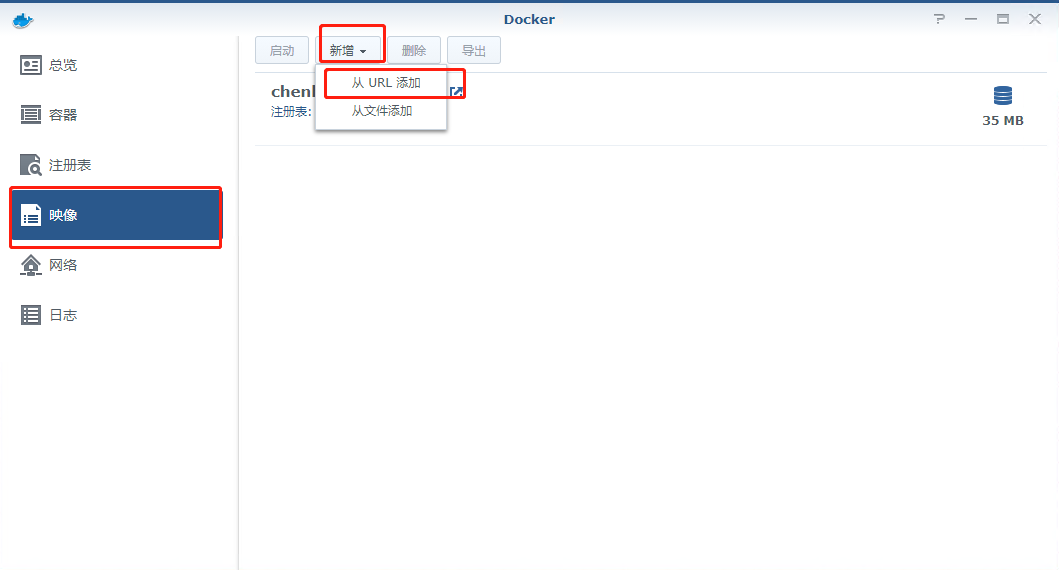 Docker
总览
容器
注册表
映像
网络
日志
启动 新增 删除 导出
从 URL 添加
从文件添加
注册表:
35 MB